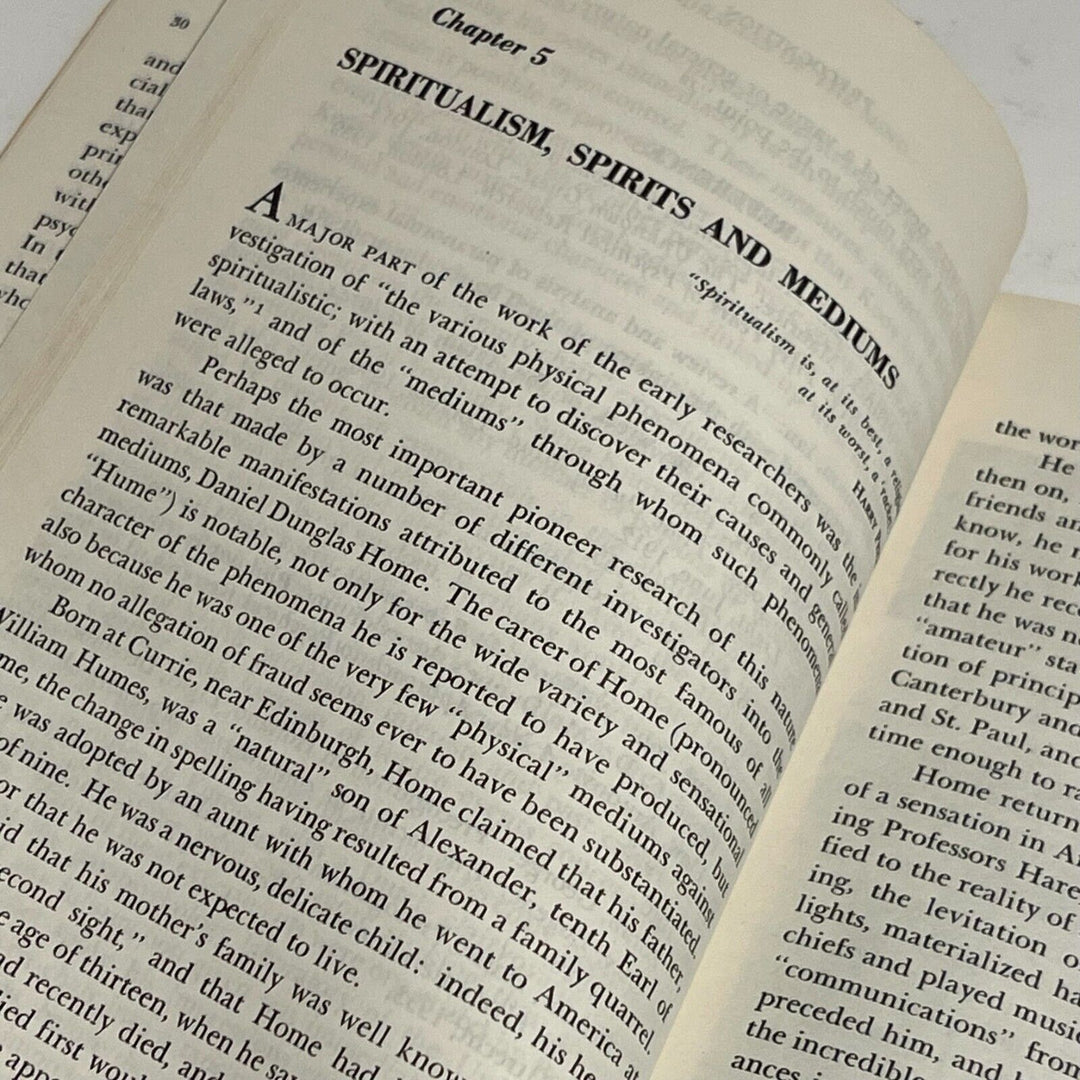 30
and
cial
tha
exp
prin
oth
with
psyc
In
that
who
Chapter 5
SPIRITUALISM, SPIRITS AND MEDIUMS
"Spiritualism is, at its best, a
at its worst, a
HARRY
A MAJOR PART of the work of the early researchers was the
vestigation of "the various physical phenomena commonly
spiritualistic; with an attempt to discover their causes and
laws,"1 and of the "mediums" through whom such
were alleged to occur.
Perhaps the most important pioneer research of this nature
was that made by a number of different investigators into the
remarkable manifestations attributed to the most famous of all
mediums, Daniel Dunglas Home. The career of Home (pronounced
"Hume") is notable, not only for the wide variety and sensational
character of the phenomena he is reported to have produced, but
also because he was one of the very few "physical" mediums against
whom no allegation of fraud seems ever to have been substantiated.
Born at Currie, near Edinburgh, Home claimed that his father,
William Humes, was a "natural" son of Alexander, tenth Earl of
me, the change in spelling having resulted from a family quarrel.
e was adopted by an aunt with whom he went to America at
of nine. He was a nervous, delicate child: indeed, his he
or that he was not expected to live.
id that his mother's family was well know
econd sight," and that Home had
e age of thirteen, when he sa
d recently died, and
ied first wou
appe
the wor
He
then on,
friends an
know, he r
for his work
rectly he rece
that he was no
"amateur" sta
tion of princip
Canterbury and
and St. Paul, and
time enough to ra
Home return
of a sensation in A
ing Professors Hare
fied to the reality of
ing, the levitation o
lights, materialized ha
chiefs and played music
"communications" from
preceded him, and
the incredible
ances i